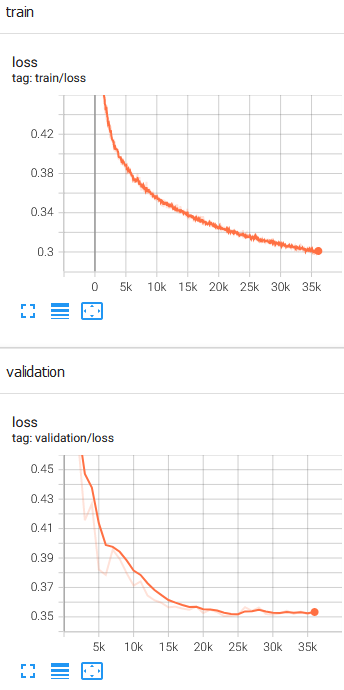 train
loss
tag: train/loss
0.42
0.38
0.34
0.3
0 5k 10k 15k 20k 25k 30k 35k
validation
loss
tag: validation/loss
0.45
0.43
0.41
0.39
0.37
0.35
5k 10k 15k 20k 25k 30k 35k